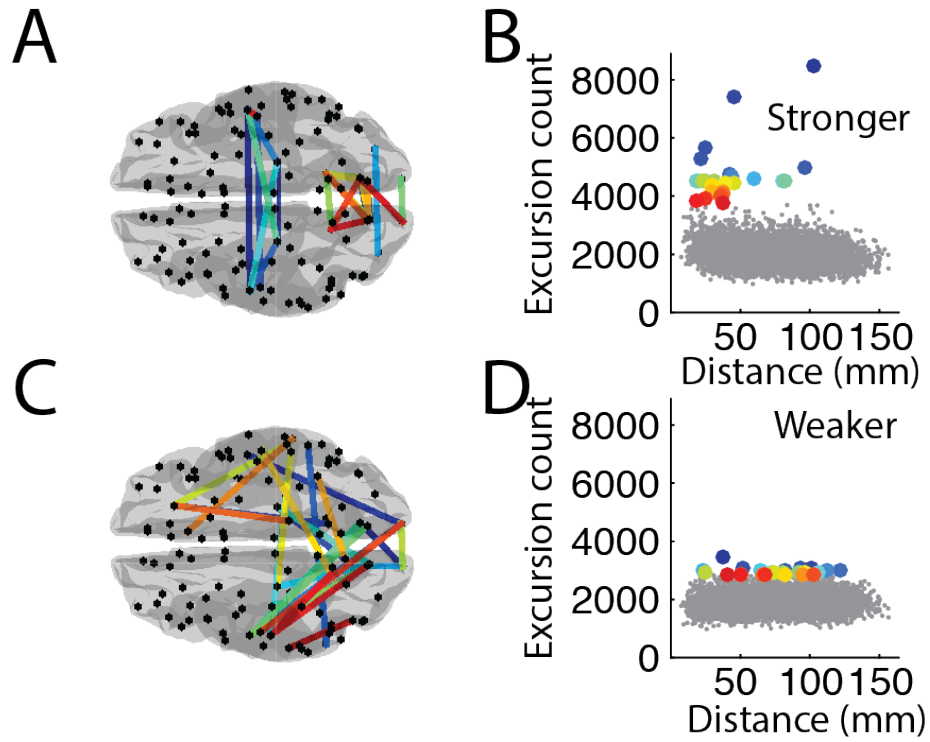 A
B
Excursion count
8000
6000
4000
2000
0
Stronger
50 100 150
Distance (mm)
C
D
Excursion count
8000
6000
4000
2000
0
Weaker
50 100 150
Distance (mm)